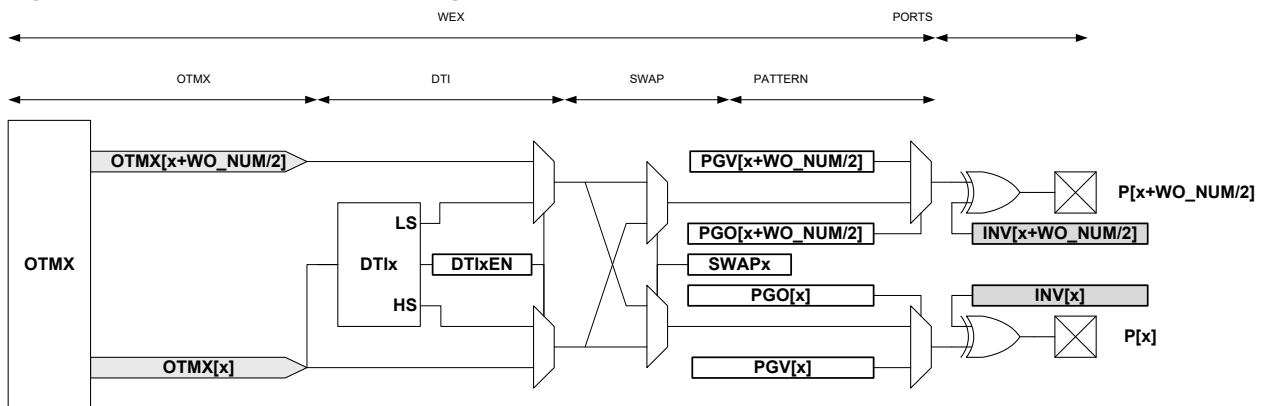 WEX PORTS
OTMX DTI SWAP PATTERN
OTMX[x+WO_NUM/2] PGV[x+WO_NUM/2]
P[x+WO_NUM/2]
LS
PGO[x+WO_NUM/2] INV[x+WO_NUM/2]
OTMX DTIx DTIxEN SWAPx
PGO[x] INV[x]
HS
P[x]
OTMX[x] PGV[x]